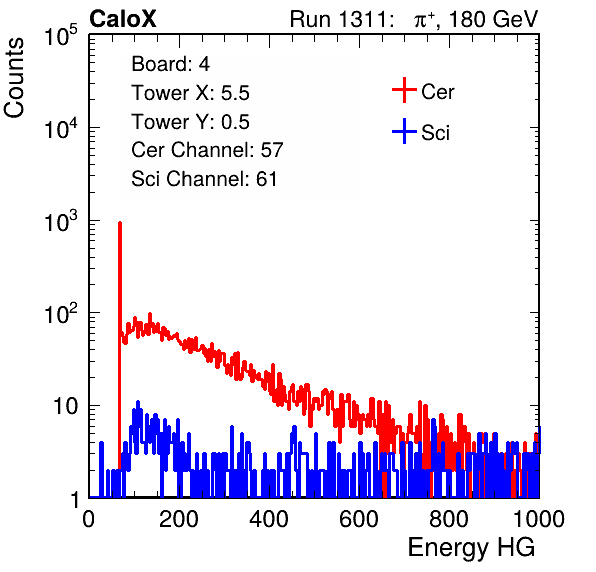 CaloX Run 1311: π⁺, 180 GeV
Counts
10⁵
10⁴
10³
10²
10
1
Board: 4
Tower X: 5.5
Tower Y: 0.5
Cer Channel: 57
Sci Channel: 61
Cer
Sci
0 200 400 600 800 1000
Energy HG